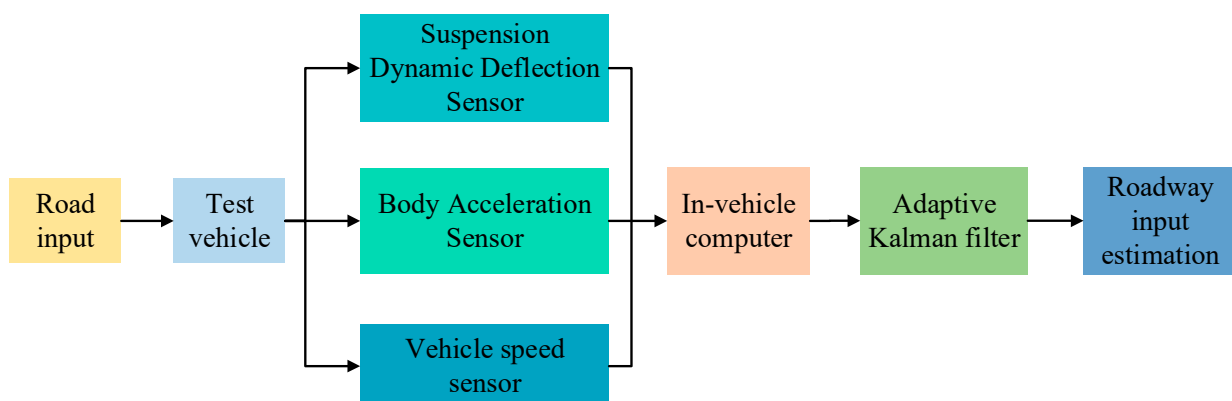 Road
input
Test
vehicle
Suspension
Dynamic Deflection
Sensor
Body Acceleration
Sensor
Vehicle speed
sensor
In-vehicle
computer
Adaptive
Kalman filter
Roadway
input
estimation